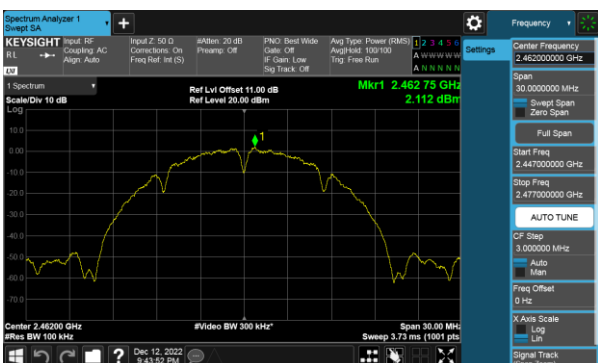 Spectrum Analyzer 1
Swept SA
+
Frequency
KEYSIGHT
RL
LXI
Input: RF
Coupling: AC
Align: Auto
Input Z: 50 Ω
Corrections: On
Freq Ref: Int (S)
#Atten: 20 dB
Preamp: Off
PNO: Best Wide
Gate: Off
IF Gain: Low
Sig Track: Off
Avg Type: Power (RMS)
Avg|Hold: 100/100
Trig: Free Run
1 2 3 4 5 6
A W W W W W
A N N N N N
Settings
1 Spectrum
Scale/Div 10 dB
Ref Lvl Offset 11.00 dB
Ref Level 20.00 dBm
Mkr1 2.462 75 GHz
2.112 dBm
Log
10.0
0.00
-10.0
-20.0
-30.0
-40.0
-50.0
-60.0
-70.0
1
Center 2.46200 GHz
#Res BW 100 kHz
#Video BW 300 kHz*
Span 30.00 MHz
Sweep 3.73 ms (1001 pts)
Dec 12, 2022
9:43:52 PM
?
Center Frequency
2.462000000 GHz
Span
30.0000000 MHz
Swept Span
Zero Span
Full Span
Start Freq
2.447000000 GHz
Stop Freq
2.477000000 GHz
AUTO TUNE
CF Step
3.000000 MHz
Auto
Man
Freq Offset
0 Hz
X Axis Scale
Log
Lin
Signal Track